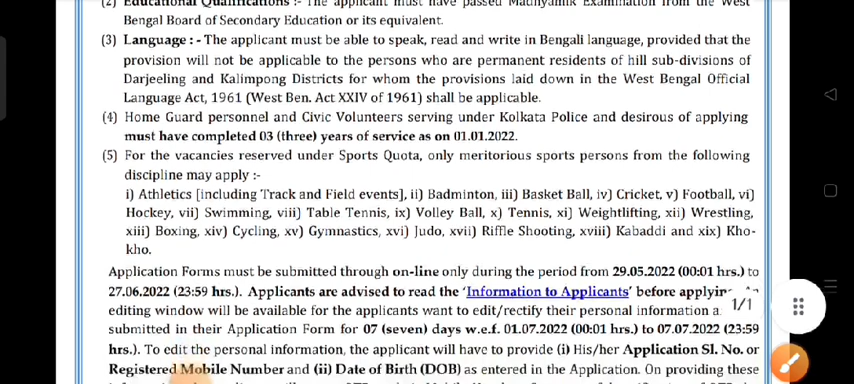 (2) Educational Qualifications :- The applicant must have passed Madhyamik Examination from the West
Bengal Board of Secondary Education or its equivalent.
(3) Language : - The applicant must be able to speak, read and write in Bengali language, provided that the
provision will not be applicable to the persons who are permanent residents of hill sub-divisions of
Darjeeling and Kalimpong Districts for whom the provisions laid down in the West Bengal Official
Language Act, 1961 (West Ben. Act XXIV of 1961) shall be applicable.
(4) Home Guard personnel and Civic Volunteers serving under Kolkata Police and desirous of applying
must have completed 03 (three) years of service as on 01.01.2022.
(5) For the vacancies reserved under Sports Quota, only meritorious sports persons from the following
discipline may apply :-
i) Athletics [including Track and Field events], ii) Badminton, iii) Basket Ball, iv) Cricket, v) Football, vi)
Hockey, vii) Swimming, viii) Table Tennis, ix) Volley Ball, x) Tennis, xi) Weightlifting, xii) Wrestling,
xiii) Boxing, xiv) Cycling, xv) Gymnastics, xvi) Judo, xvii) Riffle Shooting, xviii) Kabaddi and xix) Kho-
kho.
Application Forms must be submitted through on-line only during the period from 29.05.2022 (00:01 hrs.) to
27.06.2022 (23:59 hrs.). Applicants are advised to read the 'Information to Applicants' before applying.
1/1
editing window will be available for the applicants want to edit/rectify their personal information
submitted in their Application Form for 07 (seven) days w.e.f. 01.07.2022 (00:01 hrs.) to 07.07.2022 (23:59
hrs.). To edit the personal information, the applicant will have to provide (i) His/her Application Sl. No. or
Registered Mobile Number and (ii) Date of Birth (DOB) as entered in the Application. On providing these